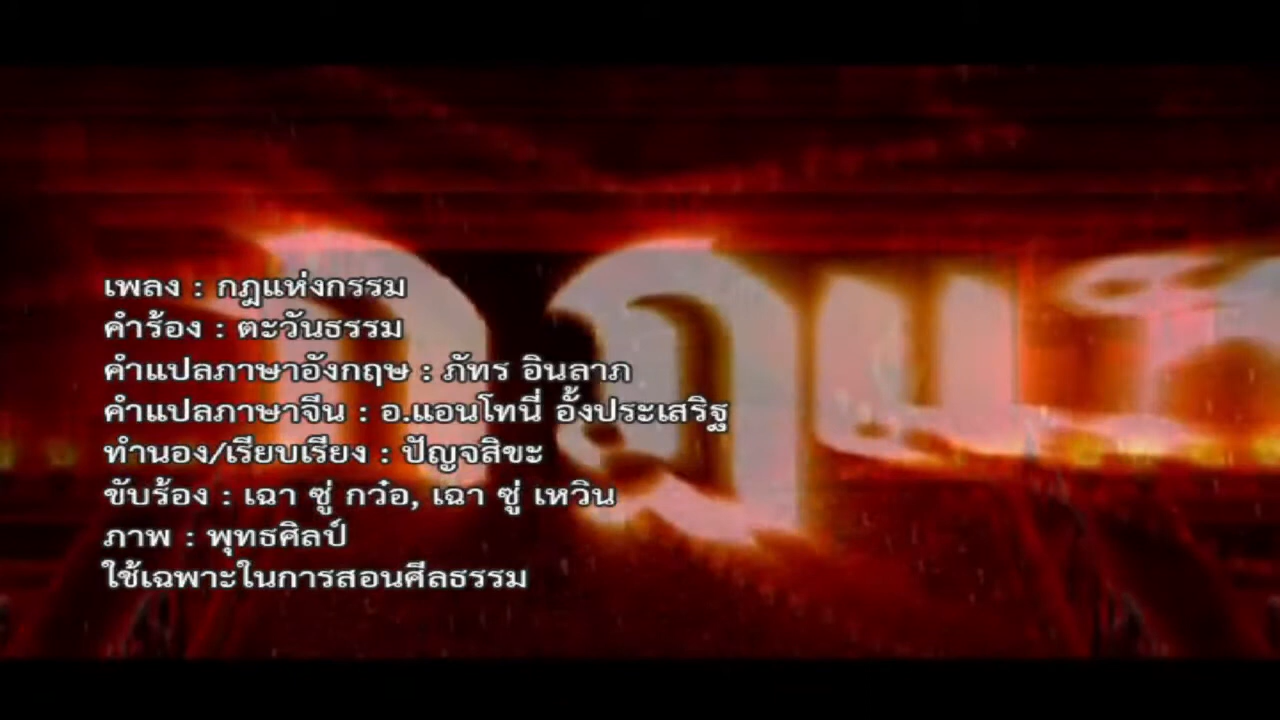 เพลง : กฎแห่งกรรม
คำร้อง : ตะวันธรรม
คำแปลภาษาอังกฤษ : ภัทร อินลาภ
คำแปลภาษาจีน : อ.แอนโทนี่ อั้งประเสริฐ
ทำนอง/เรียบเรียง : ปัญจสิขะ
ขับร้อง : เฉา ซู่ กว๋อ, เฉา ซู่ เหวิน
ภาพ : พุทธศิลป์
ใช้เฉพาะในการสอนศีลธรรม
กฎแห